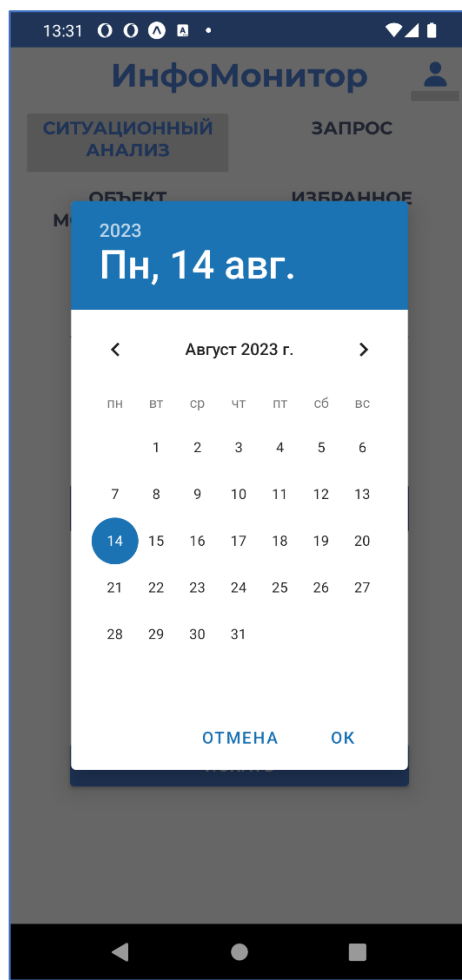 13:31
ИнфоМонитор
СИТУАЦИОННЫЙ
АНАЛИЗ
ЗАПРОС
ОБЪЕКТ
ИЗБРАННОЕ
2023
Пн, 14 авг.
Август 2023 г.
пн вт ср чт пт сб вс
1 2 3 4 5 6
7 8 9 10 11 12 13
14 15 16 17 18 19 20
21 22 23 24 25 26 27
28 29 30 31
ОТМЕНА ОК